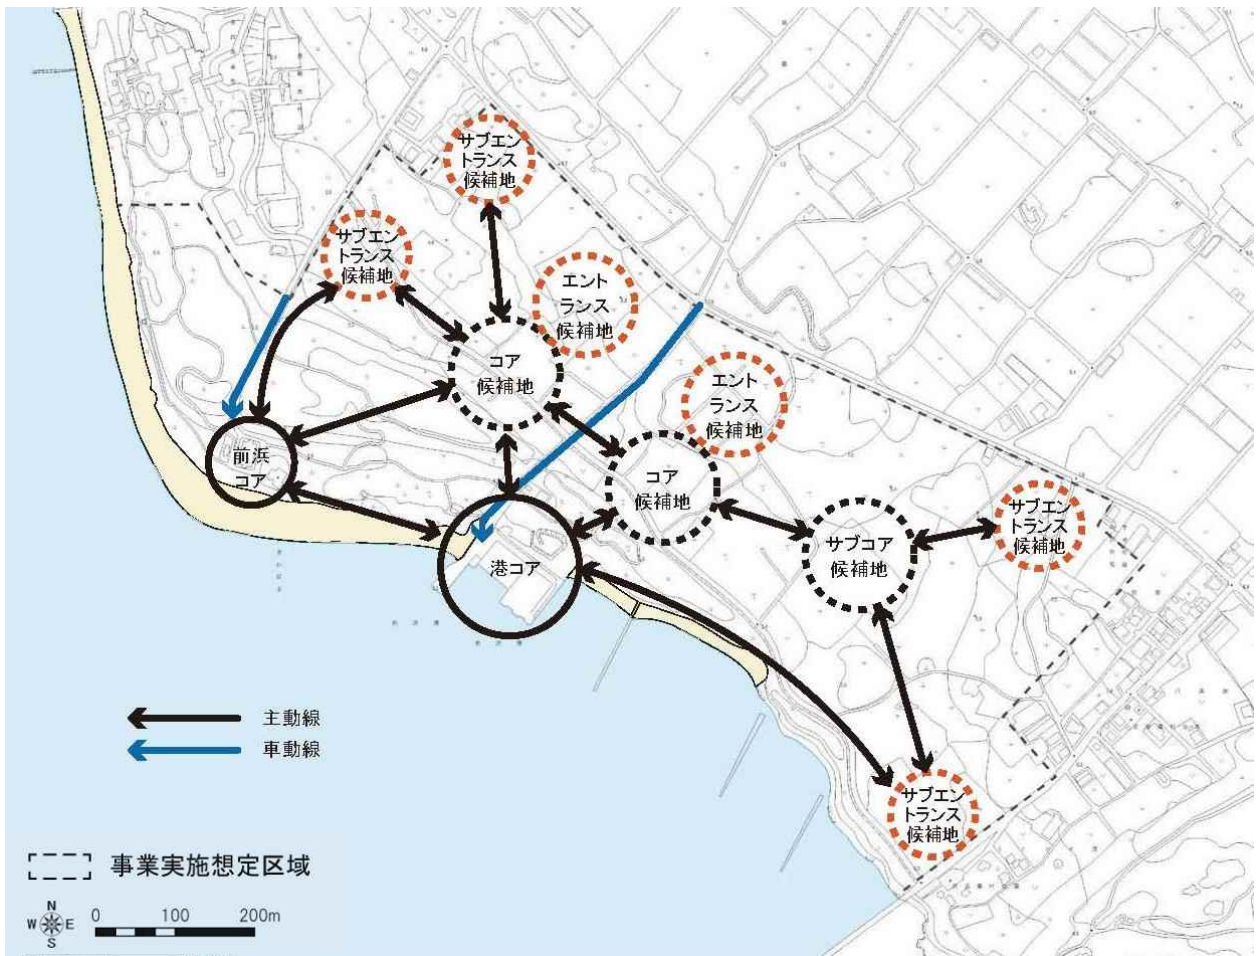 サブエン
トランス
候補地
サブエン
トランス
候補地
エント
ランス
候補地
コア
候補地
エント
ランス
候補地
前浜
コア
コア
候補地
サブコア
候補地
サブエン
トランス
候補地
港コア
主動線
車動線
サブエン
トランス
候補地
事業実施想定区域
N
W E
S
0 100 200m